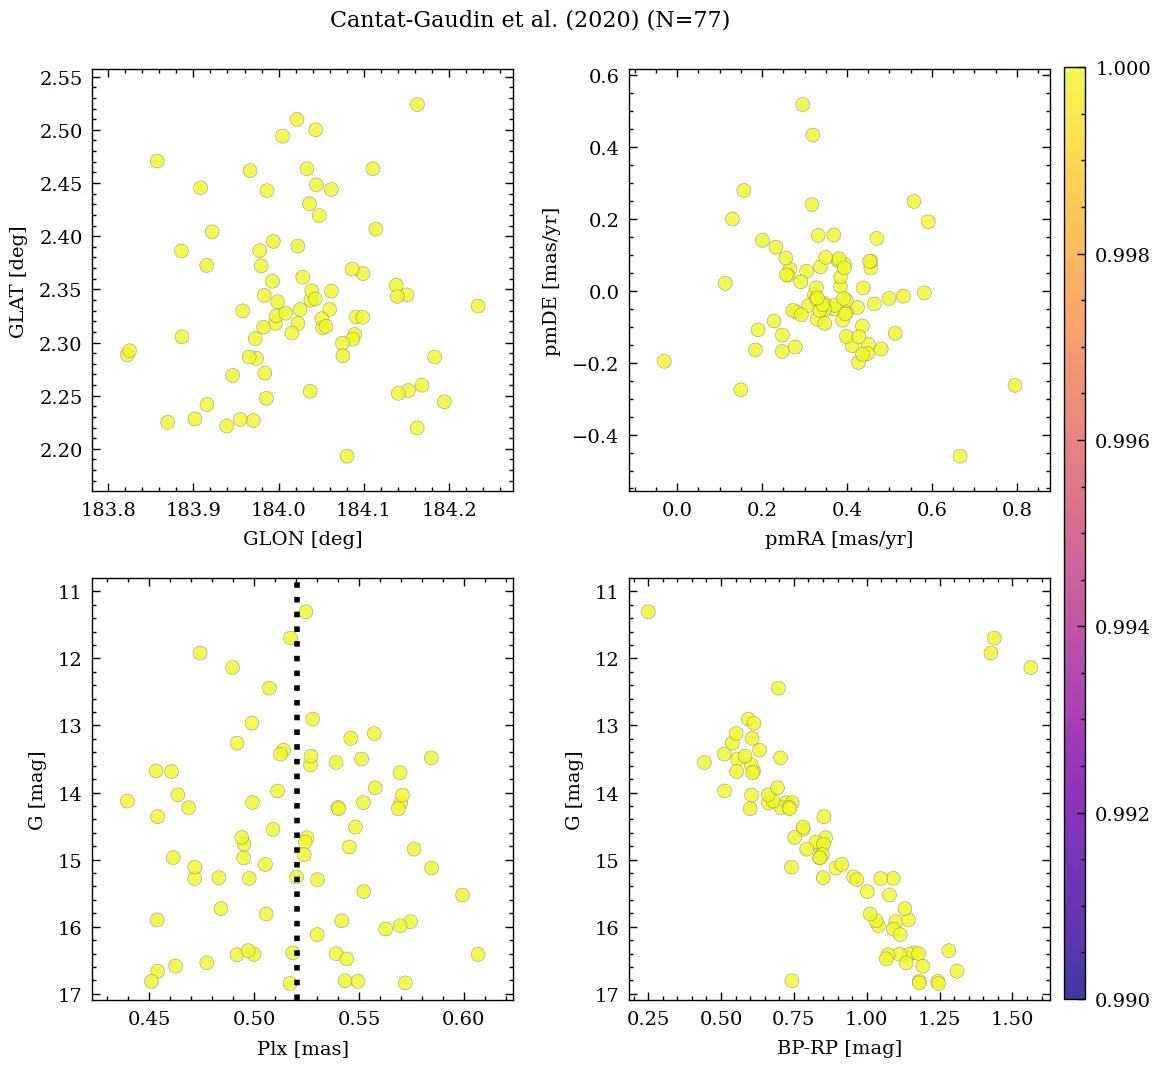 Cantat-Gaudin et al. (2020) (N=77)
2.55
2.50
2.45
2.40
2.35
2.30
2.25
2.20
GLAT [deg]
183.8 183.9 184.0 184.1 184.2
GLON [deg]
0.6
0.4
0.2
0.0
−0.2
−0.4
pmDE [mas/yr]
0.0 0.2 0.4 0.6 0.8
pmRA [mas/yr]
11
12
13
14
15
16
17
G [mag]
0.45 0.50 0.55 0.60
Plx [mas]
11
12
13
14
15
16
17
G [mag]
0.25 0.50 0.75 1.00 1.25 1.50
BP-RP [mag]
1.000
0.998
0.996
0.994
0.992
0.990